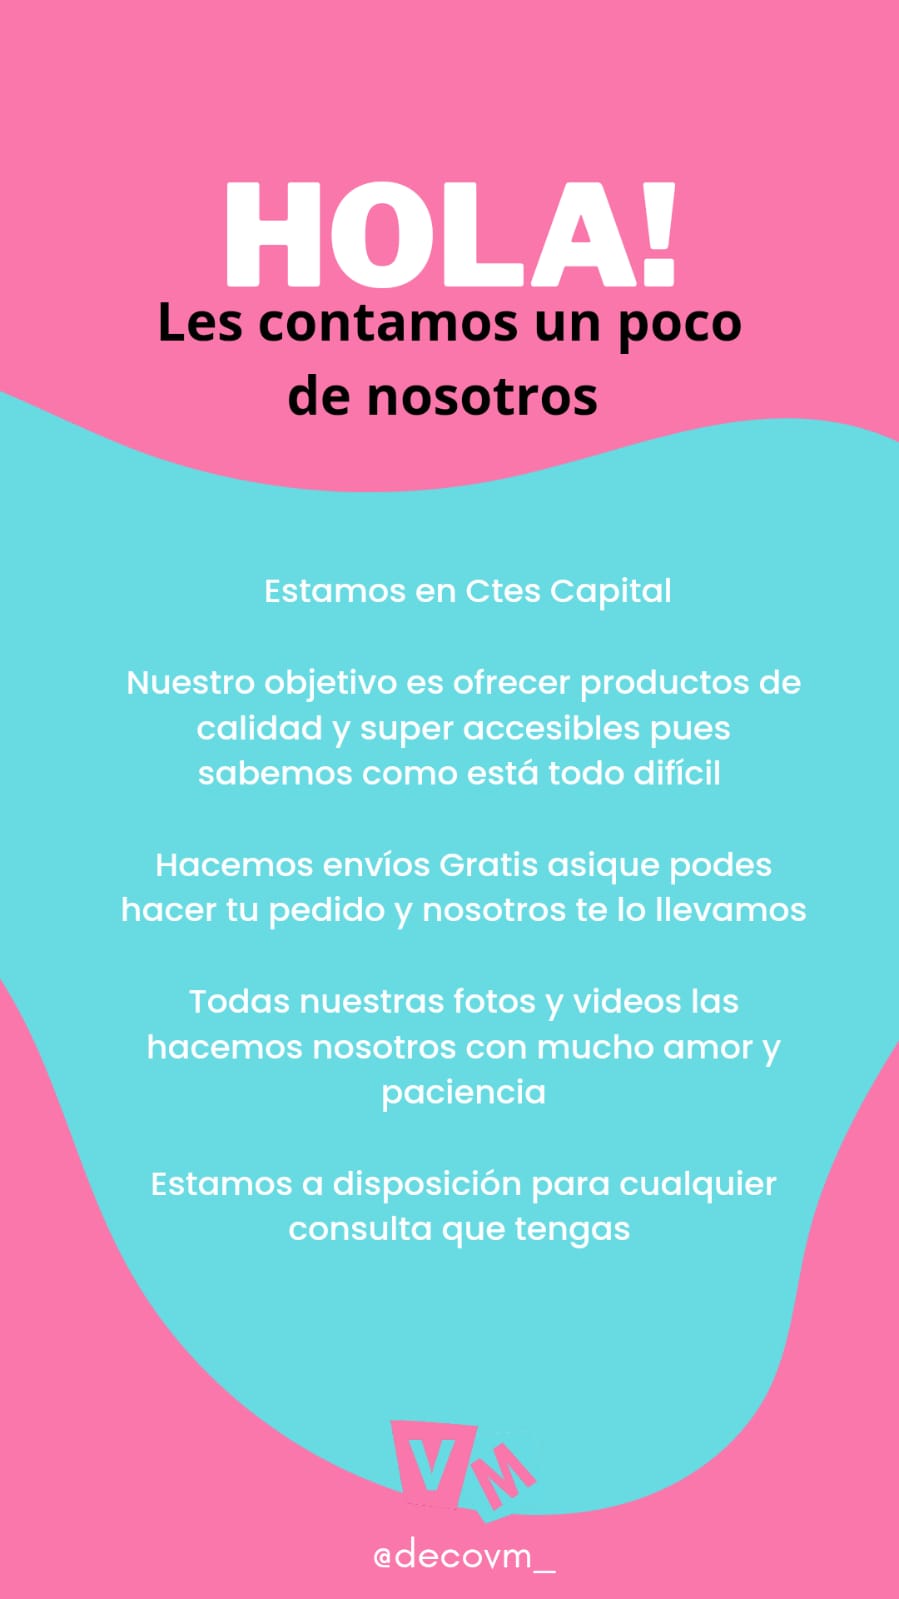 HOLA!
Les contamos un poco
de nosotros
Estamos en Ctes Capital
Nuestro objetivo es ofrecer productos de
calidad y super accesibles pues
sabemos como está todo difícil
Hacemos envíos Gratis asique podes
hacer tu pedido y nosotros te lo llevamos
Todas nuestras fotos y videos las
hacemos nosotros con mucho amor y
paciencia
Estamos a disposición para cualquier
consulta que tengas
VM
@decovm_